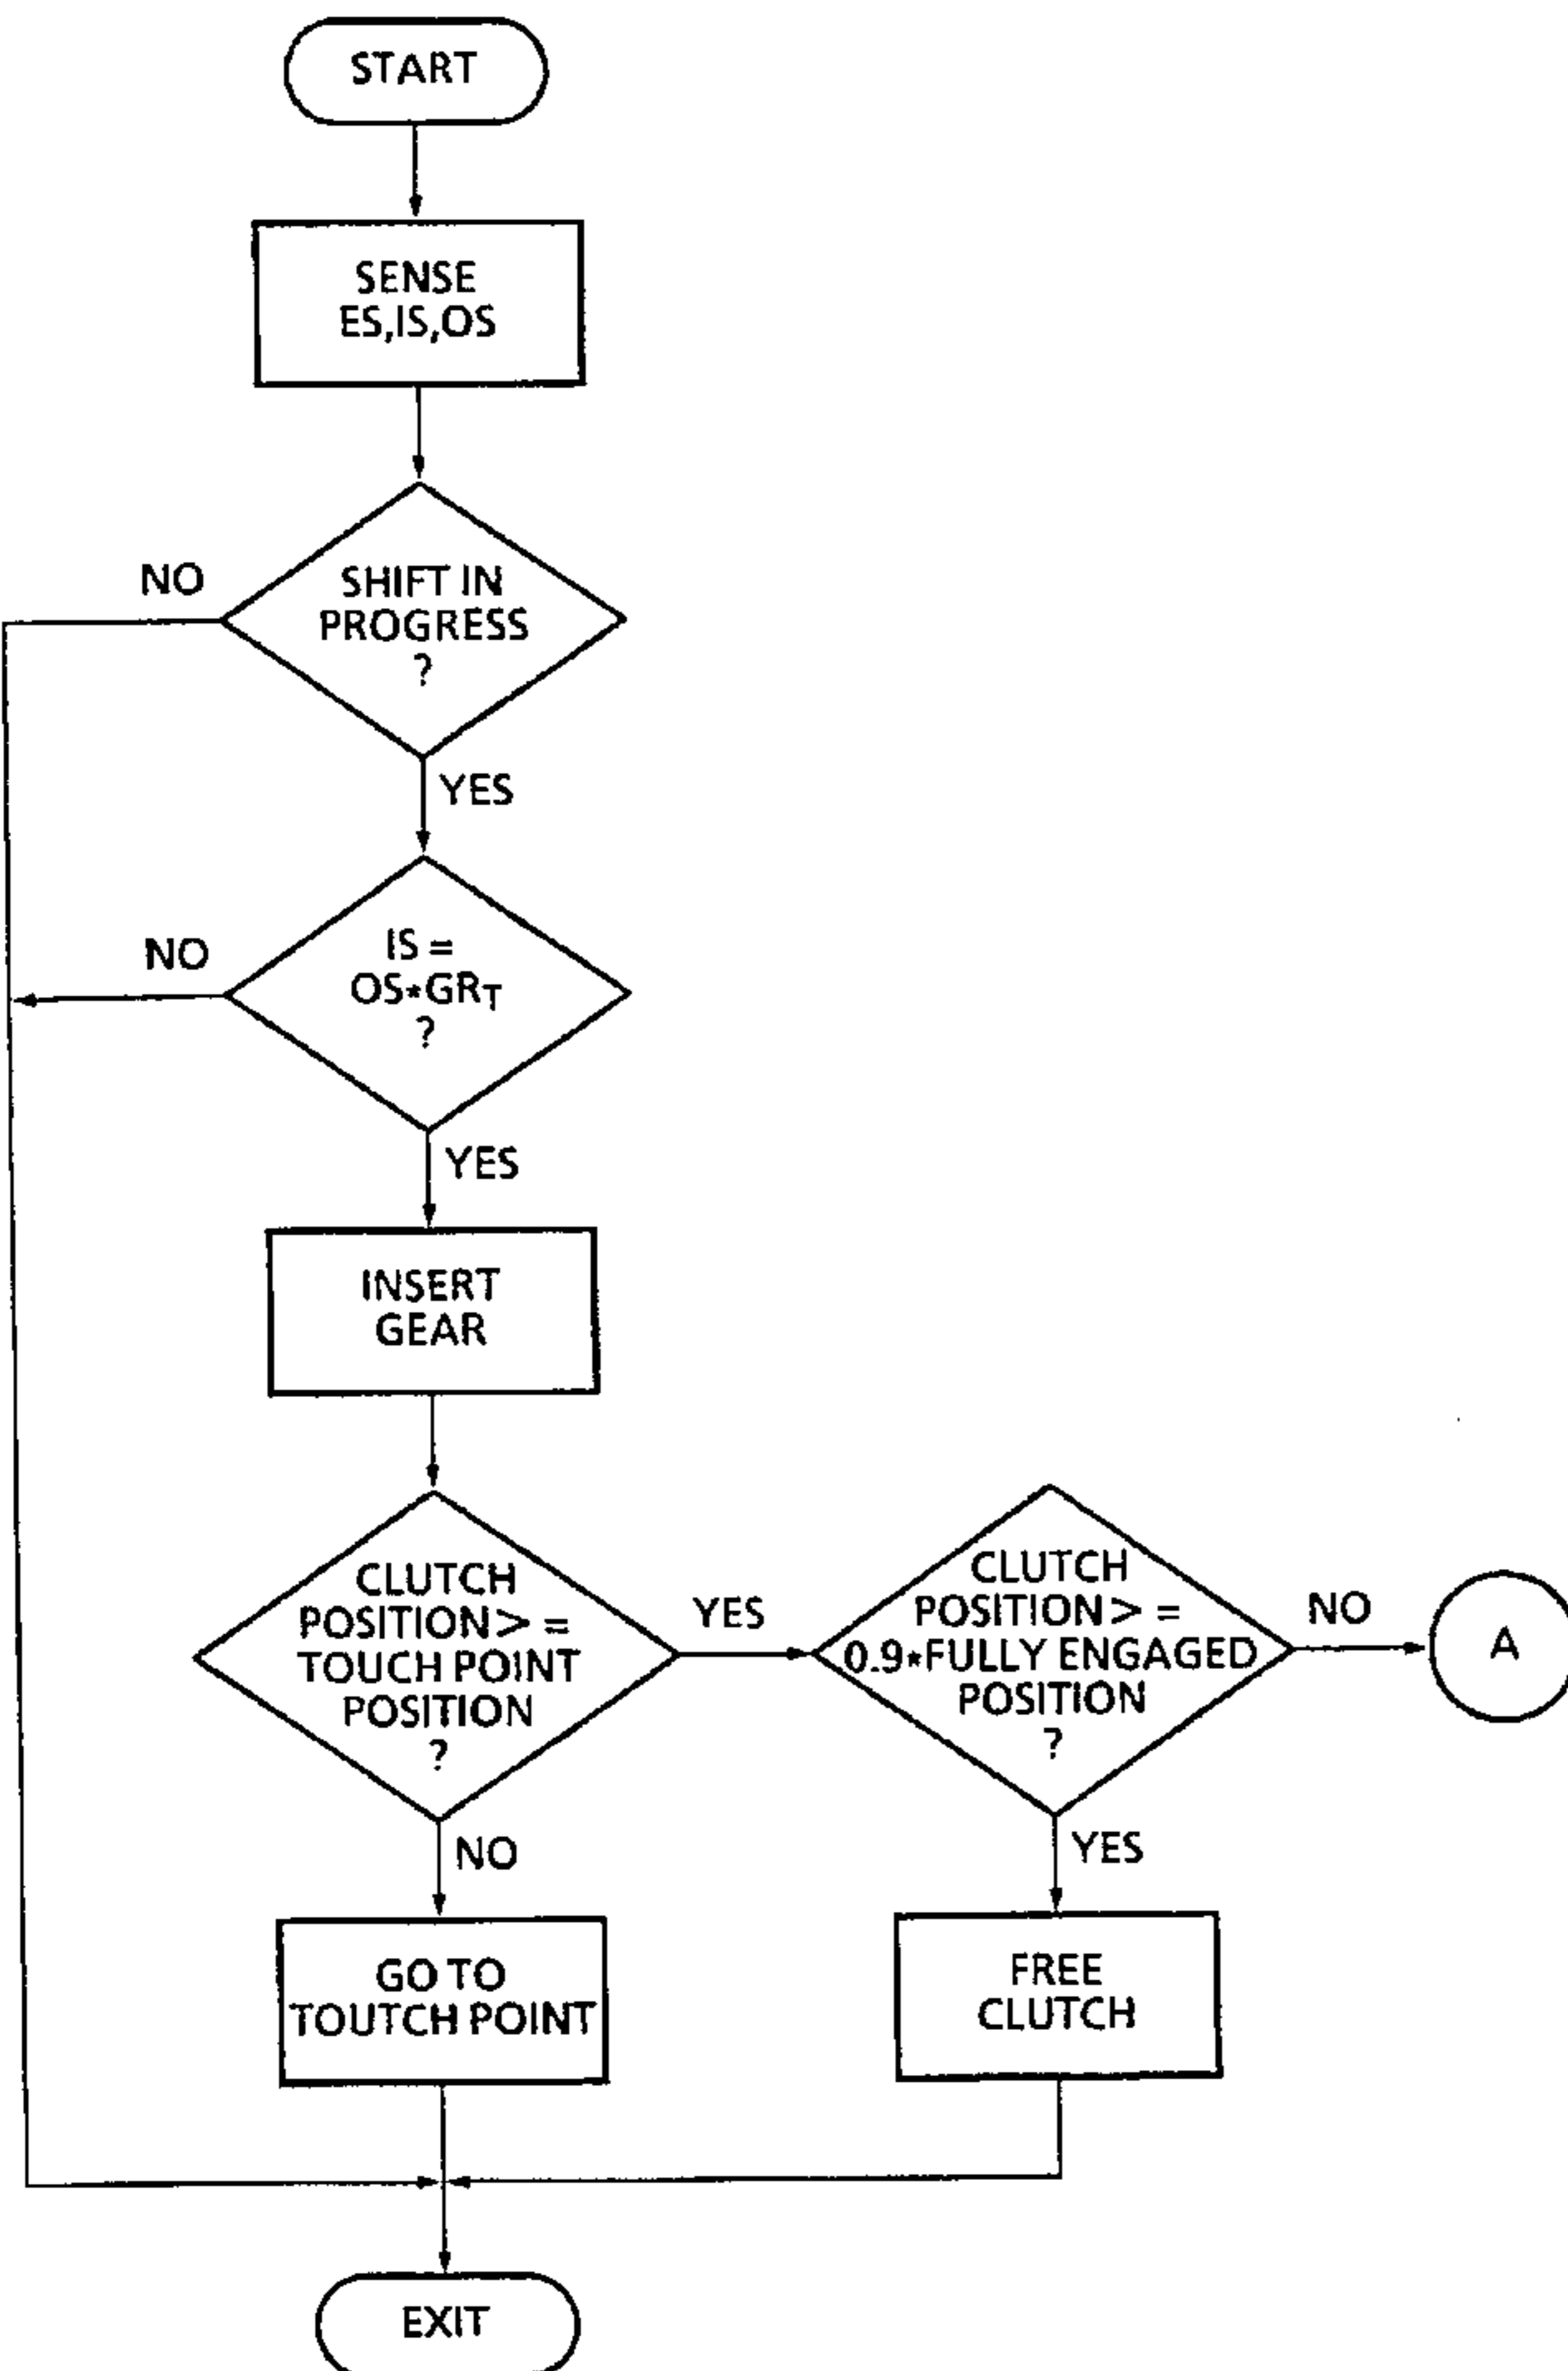 START
SENSE
ES,IS,OS
SHIFT IN
PROGRESS
?
NO
YES
IS =
OS*GRT
?
NO
YES
INSERT
GEAR
CLUTCH
POSITION> =
TOUCH POINT
POSITION
?
YES
NO
CLUTCH
POSITION> =
0.9*FULLY ENGAGED
POSITION
?
NO
A
YES
GO TO
TOUTCH POINT
FREE
CLUTCH
EXIT